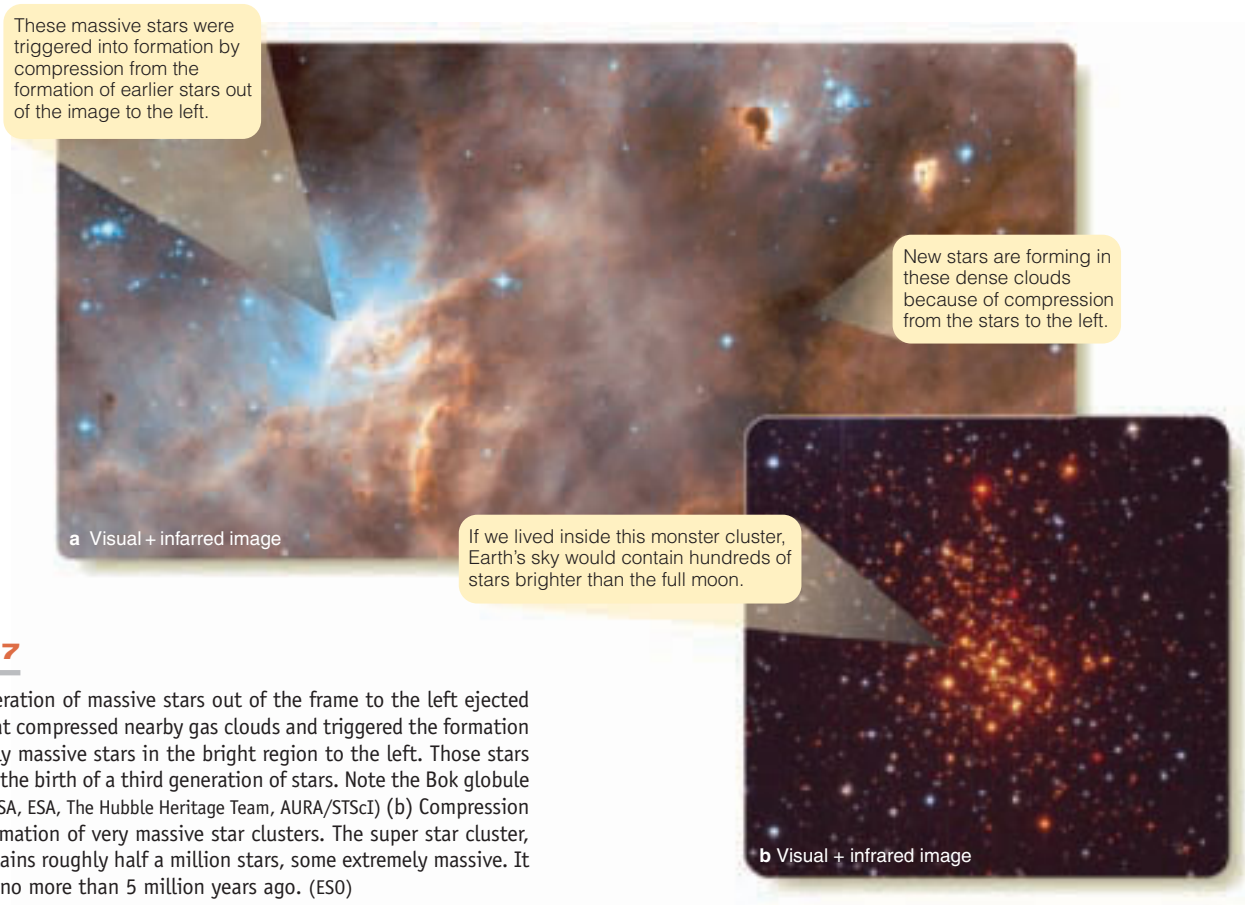 These massive stars were
triggered into formation by
compression from the
formation of earlier stars out
of the image to the left.
New stars are forming in
these dense clouds
because of compression
from the stars to the left.
a Visual + infarred image
If we lived inside this monster cluster,
Earth's sky would contain hundreds of
stars brighter than the full moon.
b Visual + infrared image
7
eration of massive stars out of the frame to the left ejected
at compressed nearby gas clouds and triggered the formation
ly massive stars in the bright region to the left. Those stars
the birth of a third generation of stars. Note the Bok globule
SA, ESA, The Hubble Heritage Team, AURA/STScI) (b) Compression
mation of very massive star clusters. The super star cluster,
tains roughly half a million stars, some extremely massive. It
no more than 5 million years ago. (ESO)